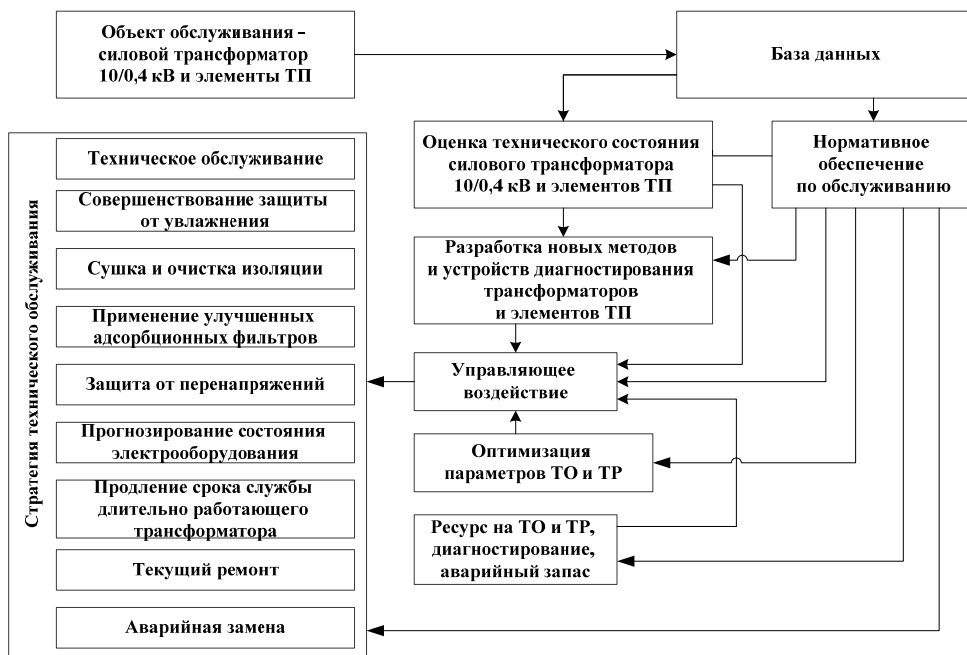 Объект обслуживания –
силовой трансформатор
10/0,4 кВ и элементы ТП
База данных
Стратегия технического обслуживания
Техническое обслуживание
Совершенствование защиты
от увлажнения
Сушка и очистка изоляции
Применение улучшенных
адсорбционных фильтров
Защита от перенапряжений
Прогнозирование состояния
электрооборудования
Продление срока службы
длительно работающего
трансформатора
Текущий ремонт
Аварийная замена
Оценка технического состояния
силового трансформатора
10/0,4 кВ и элементов ТП
Нормативное
обеспечение
по обслуживанию
Разработка новых методов
и устройств диагностирования
трансформаторов
и элементов ТП
Управляющее
воздействие
Оптимизация
параметров ТО и ТР
Ресурс на ТО и ТР,
диагностирование,
аварийный запас